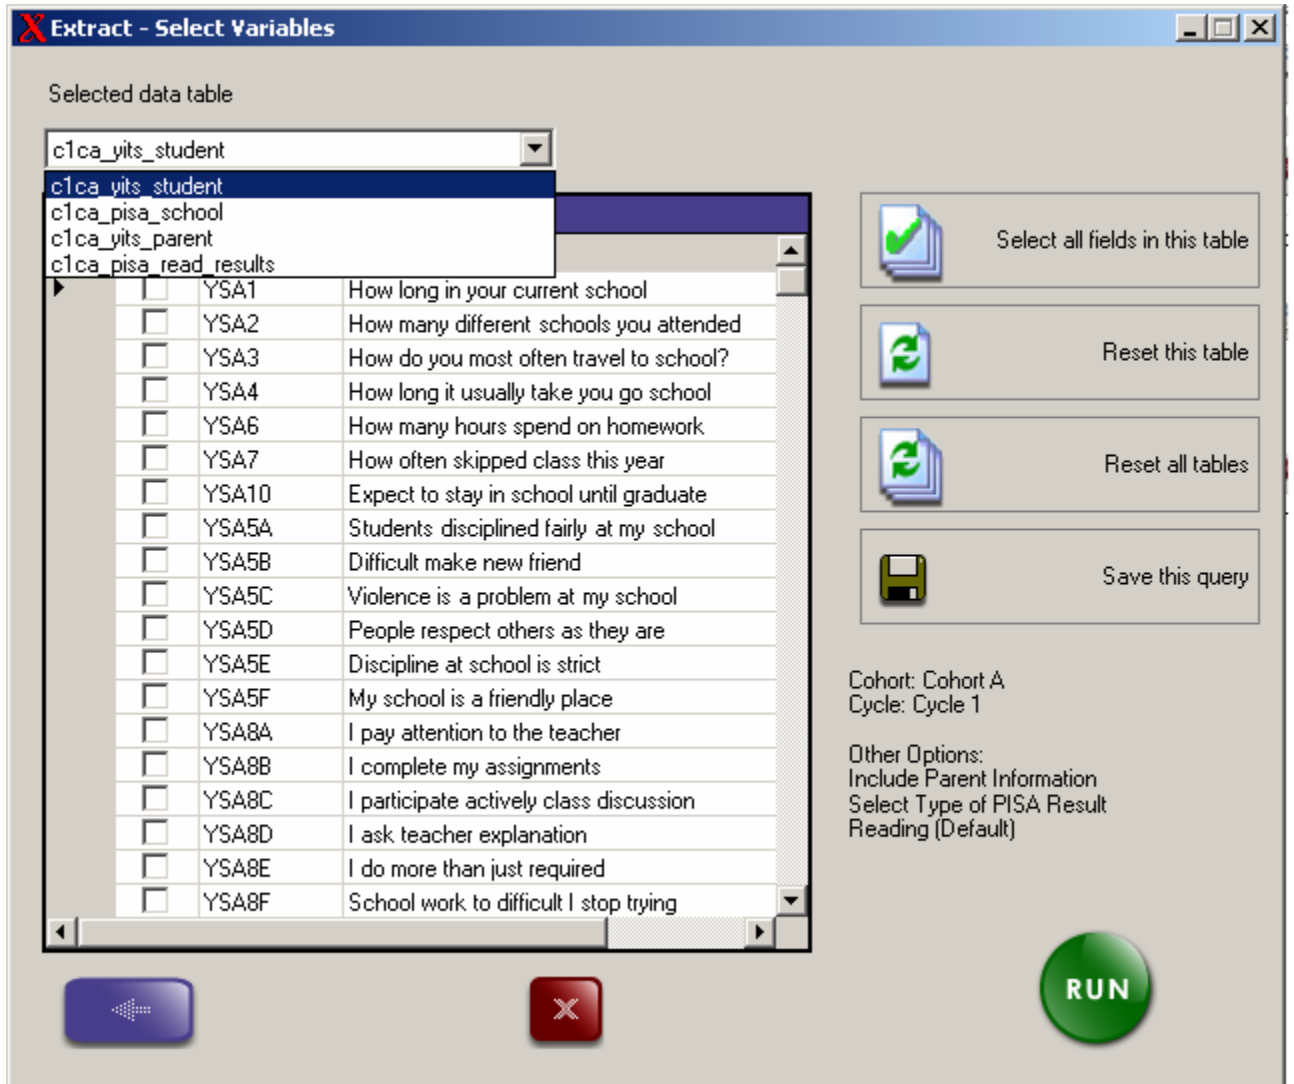 Extract - Select Variables
Selected data table
c1ca_yits_student
c1ca_yits_student
c1ca_pisa_school
c1ca_yits_parent
c1ca_pisa_read_results
YSA1 How long in your current school
YSA2 How many different schools you attended
YSA3 How do you most often travel to school?
YSA4 How long it usually take you go school
YSA6 How many hours spend on homework
YSA7 How often skipped class this year
YSA10 Expect to stay in school until graduate
YSA5A Students disciplined fairly at my school
YSA5B Difficult make new friend
YSA5C Violence is a problem at my school
YSA5D People respect others as they are
YSA5E Discipline at school is strict
YSA5F My school is a friendly place
YSA8A I pay attention to the teacher
YSA8B I complete my assignments
YSA8C I participate actively class discussion
YSA8D I ask teacher explanation
YSA8E I do more than just required
YSA8F School work to difficult I stop trying
Select all fields in this table
Reset this table
Reset all tables
Save this query
Cohort: Cohort A
Cycle: Cycle 1
Other Options:
Include Parent Information
Select Type of PISA Result
Reading (Default)
RUN